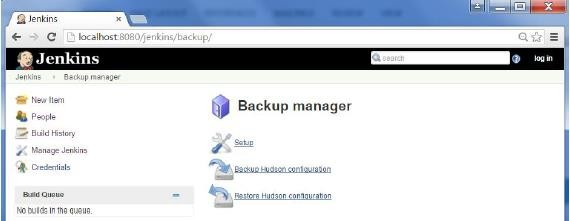 Jenkins
localhost:8080/jenkins/backup/
Jenkins
search
log in
Jenkins
Backup manager
New Item
People
Build History
Manage Jenkins
Credentials
Build Queue
No builds in the queue.
Backup manager
Setup
Backup Hudson configuration
Restore Hudson configuration